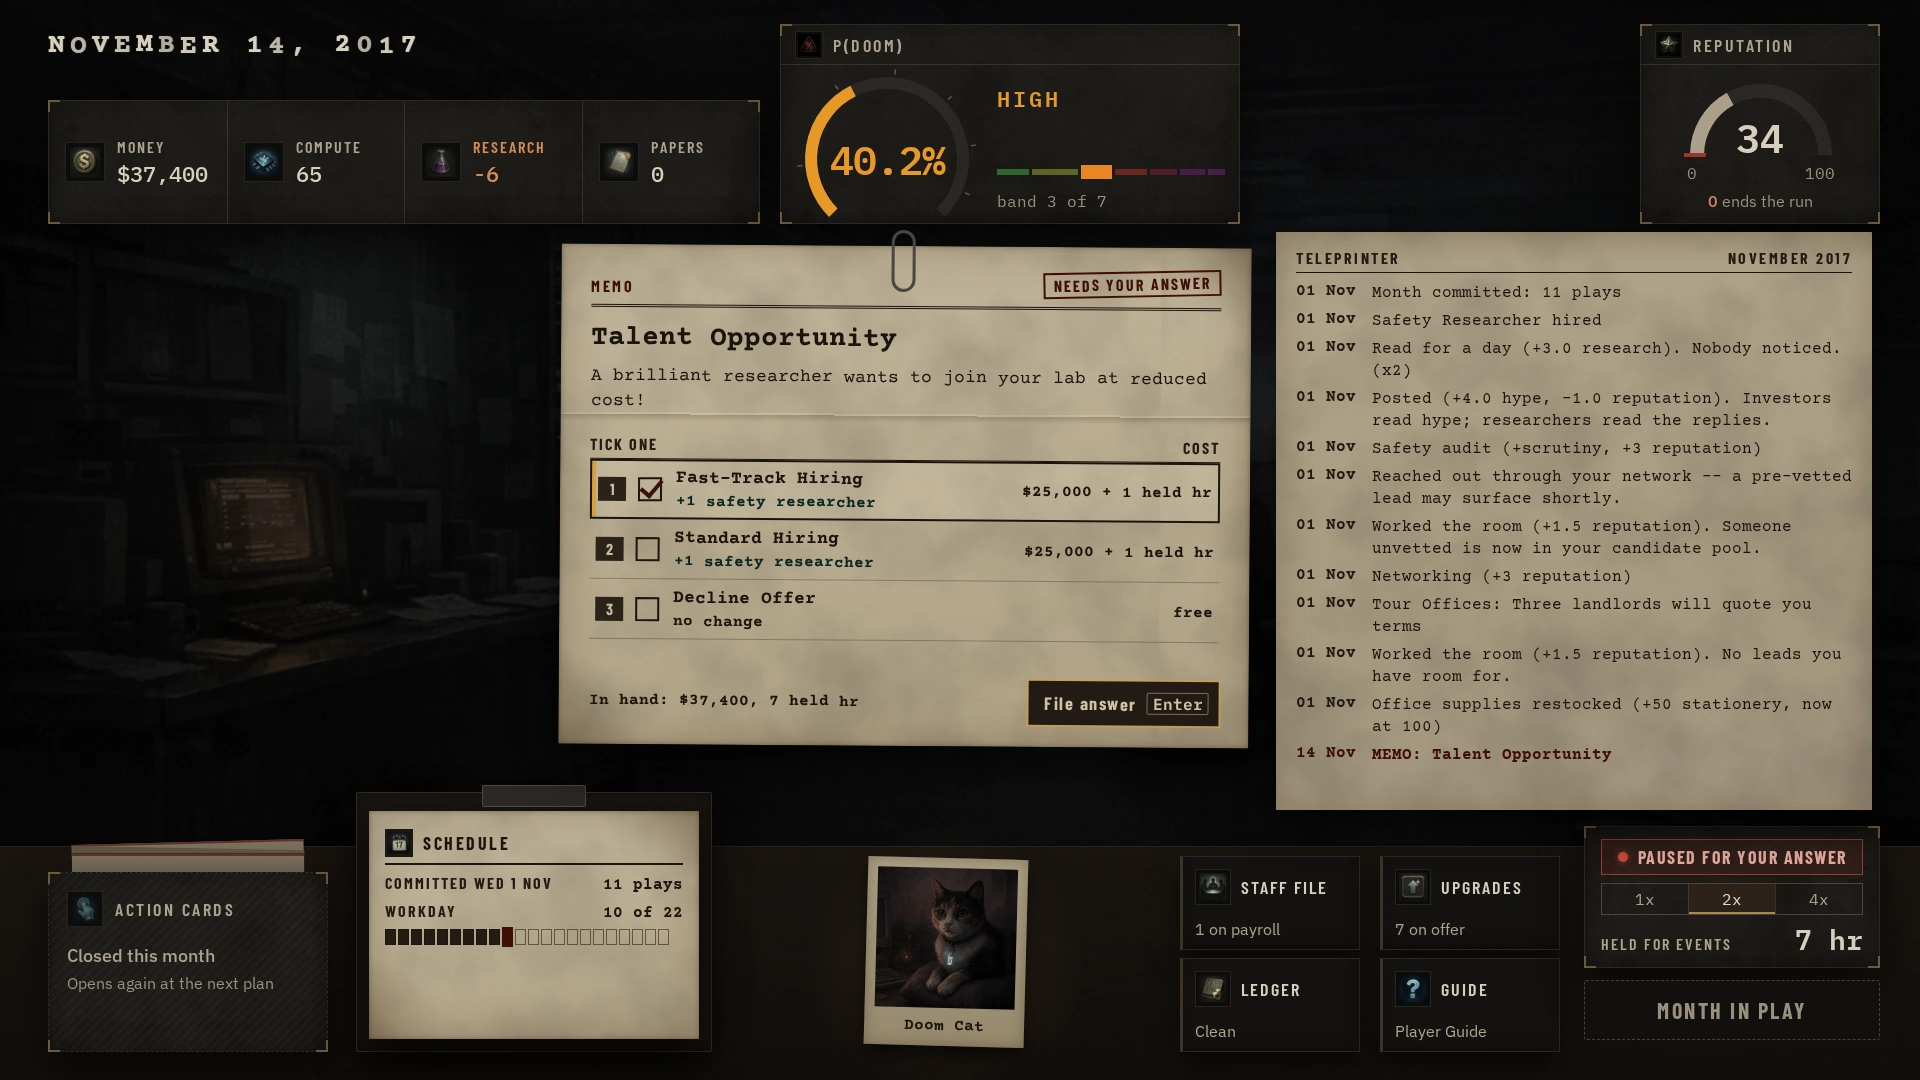 NOVEMBER 14, 2017
MONEY
$37,400
COMPUTE
65
RESEARCH
-6
PAPERS
0
P(DOOM)
40.2%
HIGH
band 3 of 7
REPUTATION
34
0
100
0 ends the run
MEMO
NEEDS YOUR ANSWER
Talent Opportunity
A brilliant researcher wants to join your lab at reduced
cost!
TICK ONE
COST
1
Fast-Track Hiring
+1 safety researcher
$25,000 + 1 held hr
2
Standard Hiring
+1 safety researcher
$25,000 + 1 held hr
3
Decline Offer
no change
free
In hand: $37,400, 7 held hr
File answer Enter
TELEPRINTER
NOVEMBER 2017
01 Nov Month committed: 11 plays
01 Nov Safety Researcher hired
01 Nov Read for a day (+3.0 research). Nobody noticed.
(x2)
01 Nov Posted (+4.0 hype, -1.0 reputation). Investors
read hype; researchers read the replies.
01 Nov Safety audit (+scrutiny, +3 reputation)
01 Nov Reached out through your network -- a pre-vetted
lead may surface shortly.
01 Nov Worked the room (+1.5 reputation). Someone
unvetted is now in your candidate pool.
01 Nov Networking (+3 reputation)
01 Nov Tour Offices: Three landlords will quote you
terms
01 Nov Worked the room (+1.5 reputation). No leads you
have room for.
01 Nov Office supplies restocked (+50 stationery, now
at 100)
14 Nov MEMO: Talent Opportunity
ACTION CARDS
Closed this month
Opens again at the next plan
17
SCHEDULE
COMMITTED WED 1 NOV
11 plays
WORKDAY
10 of 22
Doom Cat
STAFF FILE
1 on payroll
UPGRADES
7 on offer
LEDGER
Clean
?
GUIDE
Player Guide
PAUSED FOR YOUR ANSWER
1x
2x
4x
HELD FOR EVENTS
7 hr
MONTH IN PLAY